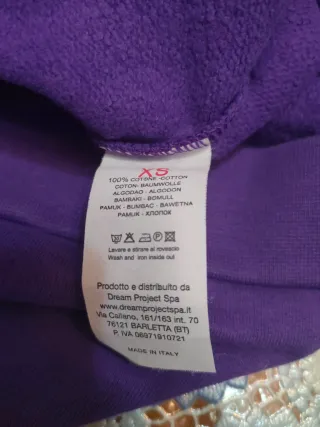 XS
100% COTONE-COTTON
COTON-BAUMWOLLE
ALGODAO - ALGODON
BAMBAKI - BOMULL
PAMUK - BUMBAC - BAWETNA
PAMUK - ХЛОПОК
Lavare e stirare al rovescio
Wash and iron inside out
Prodotto e distribuito da
Dream Project Spa
www.dreamprojectspa.it
Via Callano, 161/163 int. 70
76121 BARLETTA (BT)
P. IVA 06971910721
MADE IN ITALY